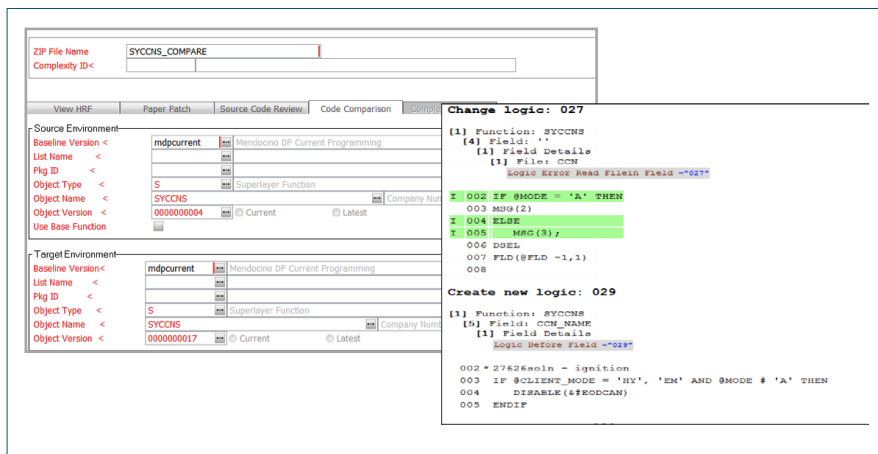 ZIP File Name SYCCNS_COMPARE
Complexity ID<
View HRF Paper Patch Source Code Review Code Comparison
Source Environment
Baseline Version < mdpcurrent Mendocino DP Current Programming
List Name <
Pkg ID <
Object Type < S Superlayer Function
Object Name < SYCCNS Company
Object Version < 0000000004 Current Latest
Use Base Function
Target Environment
Baseline Version< mdpcurrent Mendocino DP Current Programming
List Name <
Pkg ID <
Object Type < S Superlayer Function
Object Name < SYCCNS Company
Object Version < 0000000017 Current Latest
Change logic: 027
[1] Function: SYCCNS
[4] Field: ''
[1] Field Details
[1] File: CCN
Logic Error Read Filein Field -"027"
I 002 IF @MODE = 'A' THEN
003 MSG(2)
I 004 ELSE
I 005 MSG(3);
006 DSEL
007 FLD(@FLD -1,1)
008
Create new logic: 029
[1] Function: SYCCNS
[5] Field: CCN_NAME
[1] Field Details
Logic Before Field -"029"
002 * 27626soln - ignition
003 IF @CLIENT_MODE = 'HY', 'EM' AND @MODE # 'A' THEN
004 DISABLE(&#EODCAN)
005 ENDIF